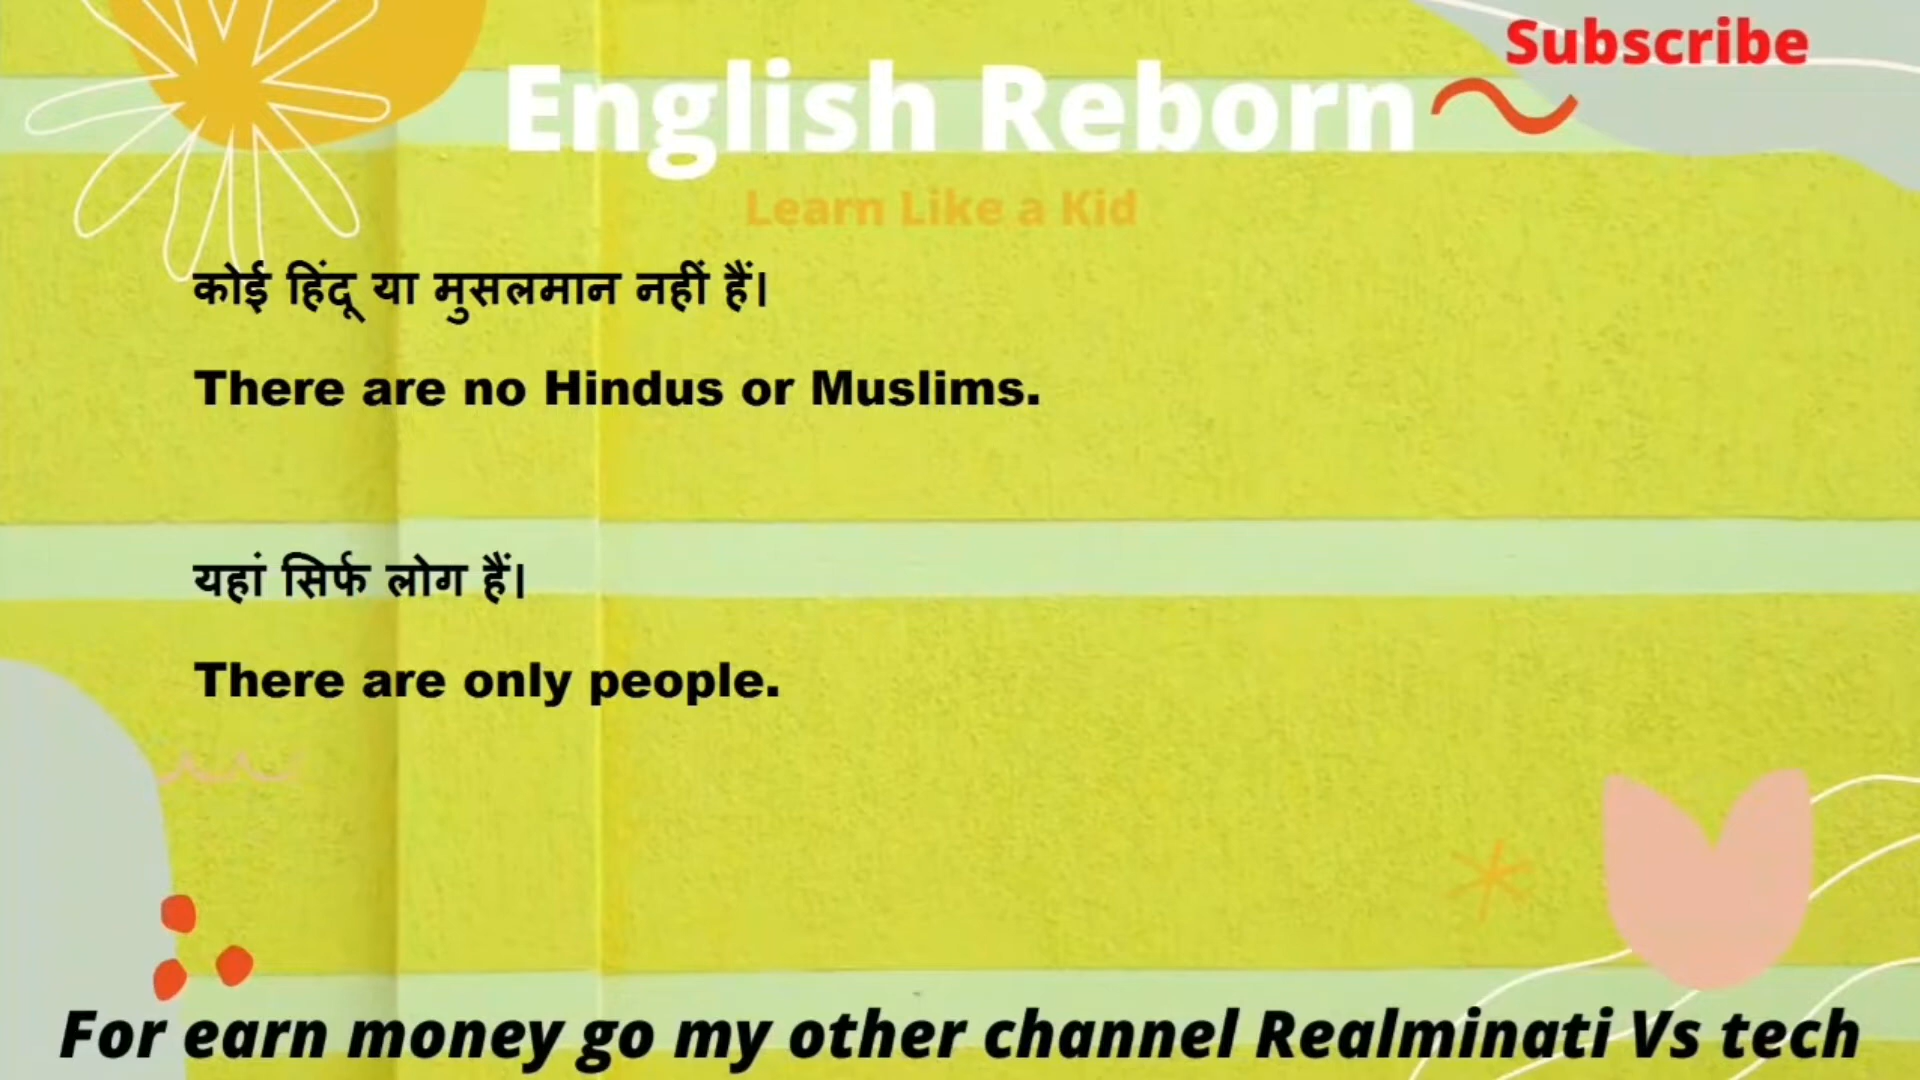 Subscribe
English Reborn
Learn Like a Kid
कोई हिंदू या मुसलमान नहीं हैं।
There are no Hindus or Muslims.
यहां सिर्फ लोग हैं।
There are only people.
For earn money go my other channel Realminati Vs tech